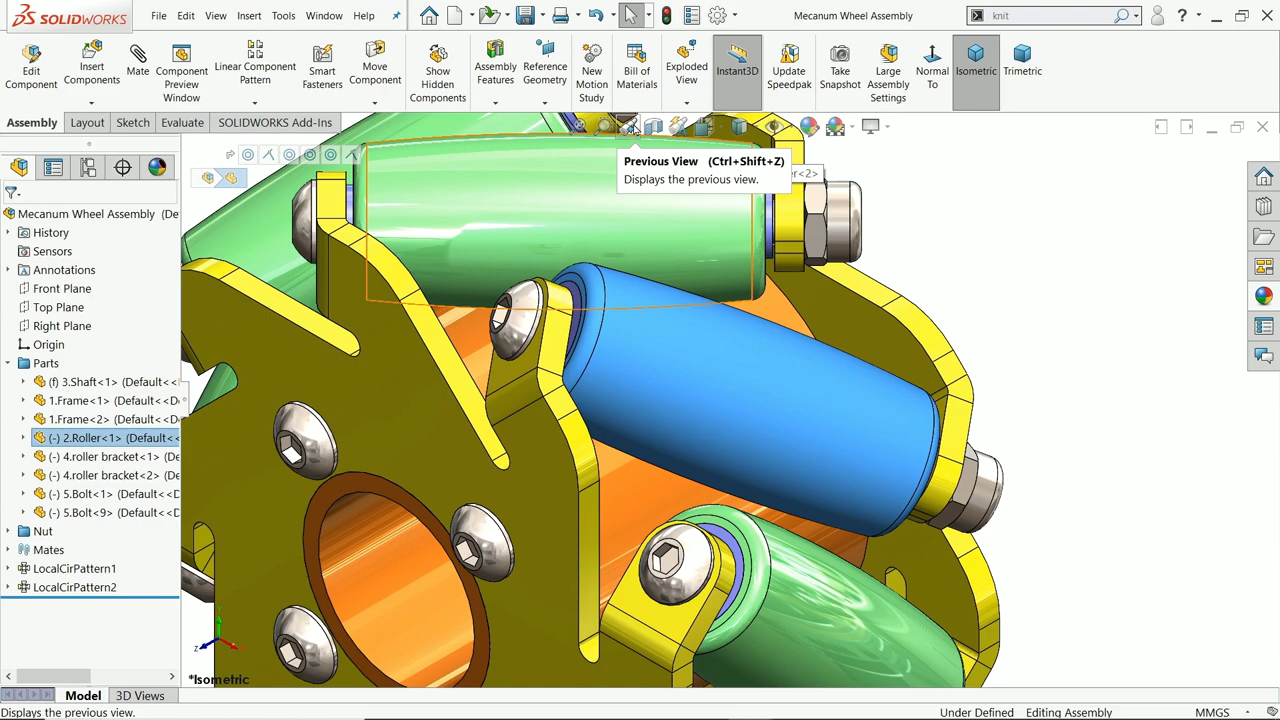 SOLIDWORKS
File Edit View Insert Tools Window Help
Mecanum Wheel Assembly
knit
Edit Component
Insert Components
Mate
Component Preview Window
Linear Component Pattern
Smart Fasteners
Move Component
Show Hidden Components
Assembly Features
Reference Geometry
New Motion Study
Bill of Materials
Exploded View
Instant3D
Update Speedpak
Take Snapshot
Large Assembly Settings
Normal To
Isometric
Trimetric
Assembly Layout Sketch Evaluate SOLIDWORKS Add-Ins
Previous View (Ctrl+Shift+Z)
Displays the previous view.
r<2>
Mecanum Wheel Assembly (De
History
Sensors
Annotations
Front Plane
Top Plane
Right Plane
Origin
Parts
(f) 3.Shaft<1> (Default<<
1.Frame<1> (Default<<D
1.Frame<2> (Default<<D
(-) 2.Roller<1> (Default<<
(-) 4.roller bracket<1> (De
(-) 4.roller bracket<2> (De
(-) 5.Bolt<1> (Default<<D
(-) 5.Bolt<9> (Default<<D
Nut
Mates
LocalCirPattern1
LocalCirPattern2
Y
Z
*Isometric
Model 3D Views
Displays the previous view.
Under Defined Editing Assembly MMGS